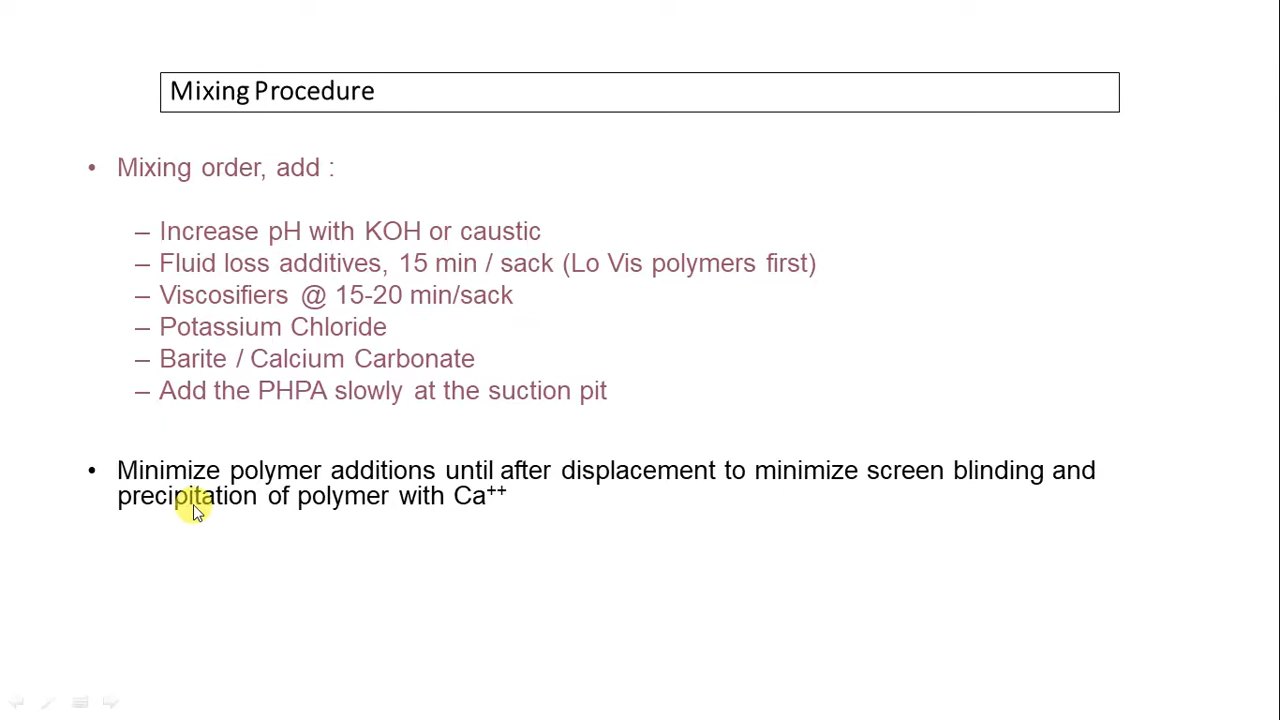 Mixing Procedure
• Mixing order, add :
– Increase pH with KOH or caustic
– Fluid loss additives, 15 min / sack (Lo Vis polymers first)
– Viscosifiers @ 15-20 min/sack
– Potassium Chloride
– Barite / Calcium Carbonate
– Add the PHPA slowly at the suction pit
• Minimize polymer additions until after displacement to minimize screen blinding and
precipitation of polymer with Ca⁺⁺